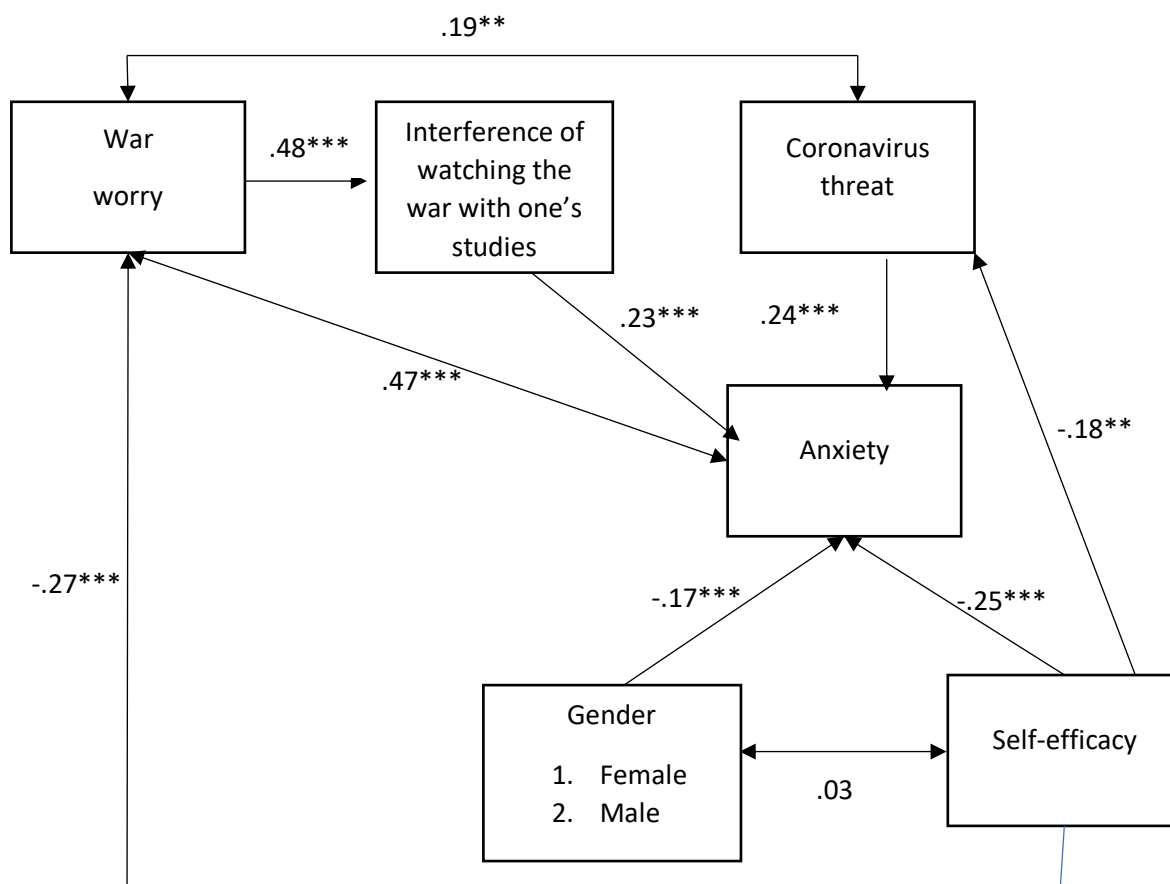 .19**
War
worry
.48***
Interference of
watching the
war with one’s
studies
Coronavirus
threat
.23***
.24***
.47***
Anxiety
-.18**
-.27***
-.17***
-.25***
Gender
1. Female
2. Male
Self-efficacy
.03